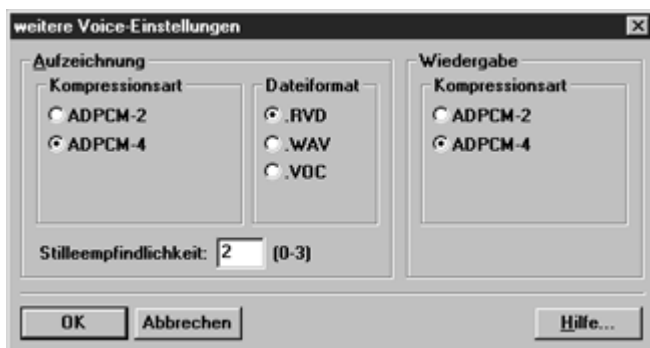 weitere Voice-Einstellungen
Aufzeichnung
Kompressionsart
ADPCM-2
ADPCM-4
Dateiformat
.RVD
.WAV
.VOC
Stilleempfindlichkeit: 2 (0-3)
Wiedergabe
Kompressionsart
ADPCM-2
ADPCM-4
OK Abbrechen Hilfe...